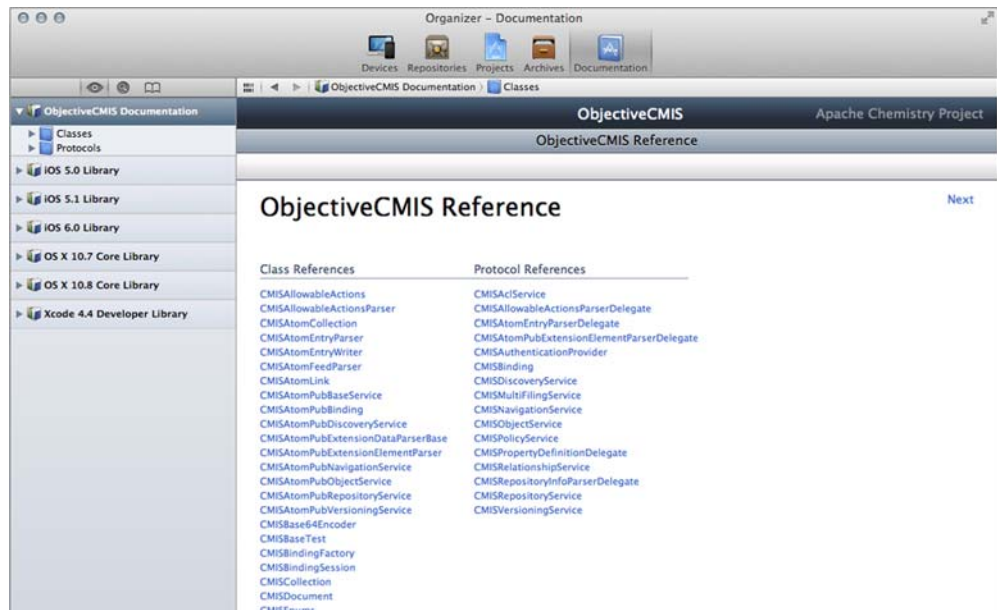 Organizer – Documentation
Devices Repositories Projects Archives Documentation
ObjectiveCMIS Documentation Classes
ObjectiveCMIS Documentation
Classes
Protocols
iOS 5.0 Library
iOS 5.1 Library
iOS 6.0 Library
OS X 10.7 Core Library
OS X 10.8 Core Library
Xcode 4.4 Developer Library
ObjectiveCMIS
Apache Chemistry Project
ObjectiveCMIS Reference
Next
ObjectiveCMIS Reference
Class References
CMISAllowableActions
CMISAllowableActionsParser
CMISAtomCollection
CMISAtomEntryParser
CMISAtomEntryWriter
CMISAtomFeedParser
CMISAtomLink
CMISAtomPubBaseService
CMISAtomPubBinding
CMISAtomPubDiscoveryService
CMISAtomPubExtensionDataParserBase
CMISAtomPubExtensionElementParser
CMISAtomPubNavigationService
CMISAtomPubObjectService
CMISAtomPubRepositoryService
CMISAtomPubVersioningService
CMISBase64Encoder
CMISBaseTest
CMISBindingFactory
CMISBindingSession
CMISCollection
CMISDocument
CMISEnums
Protocol References
CMISAclService
CMISAllowableActionsParserDelegate
CMISAtomEntryParserDelegate
CMISAtomPubExtensionElementParserDelegate
CMISAuthenticationProvider
CMISBinding
CMISDiscoveryService
CMISMultiFilingService
CMISNavigationService
CMISObjectService
CMISPolicyService
CMISPropertyDefinitionDelegate
CMISRelationshipService
CMISRepositoryInfoParserDelegate
CMISRepositoryService
CMISVersioningService